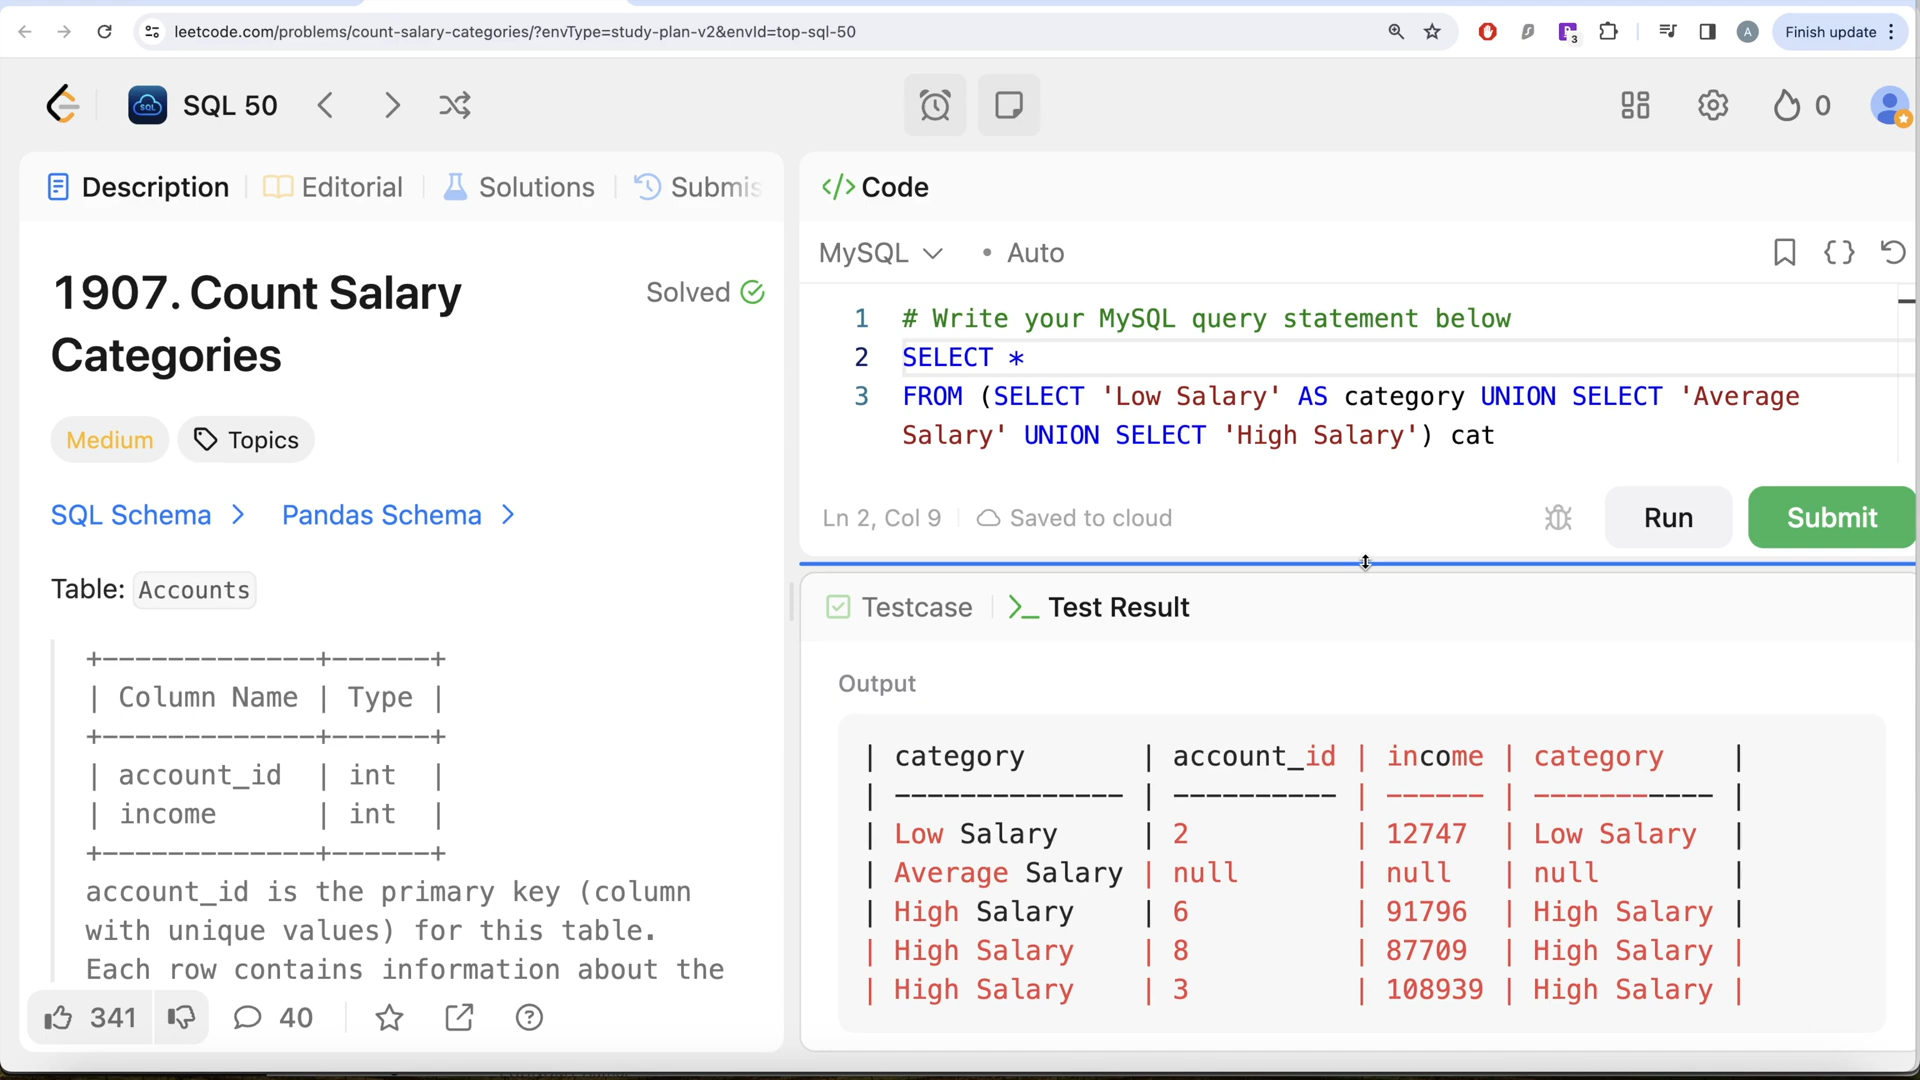 leetcode.com/problems/count-salary-categories/?envType=study-plan-v2&envId=top-sql-50
3
A
Finish update
SQL
SQL 50
0
Description
Editorial
Solutions
Submis
1907. Count Salary
Categories
Solved
Medium
Topics
SQL Schema
Pandas Schema
Table: Accounts
+-------------+------+
| Column Name | Type |
+-------------+------+
| account_id  | int  |
| income      | int  |
+-------------+------+
account_id is the primary key (column
with unique values) for this table.
Each row contains information about the
341
40
</> Code
MySQL
• Auto
1 # Write your MySQL query statement below
2 SELECT *
3 FROM (SELECT 'Low Salary' AS category UNION SELECT 'Average
Salary' UNION SELECT 'High Salary') cat
Ln 2, Col 9
Saved to cloud
Run
Submit
Testcase
Test Result
Output
| category       | account_id | income | category    |
| -------------- | ---------- | ------ | ----------- |
| Low Salary     | 2          | 12747  | Low Salary  |
| Average Salary | null       | null   | null        |
| High Salary    | 6          | 91796  | High Salary |
| High Salary    | 8          | 87709  | High Salary |
| High Salary    | 3          | 108939 | High Salary |